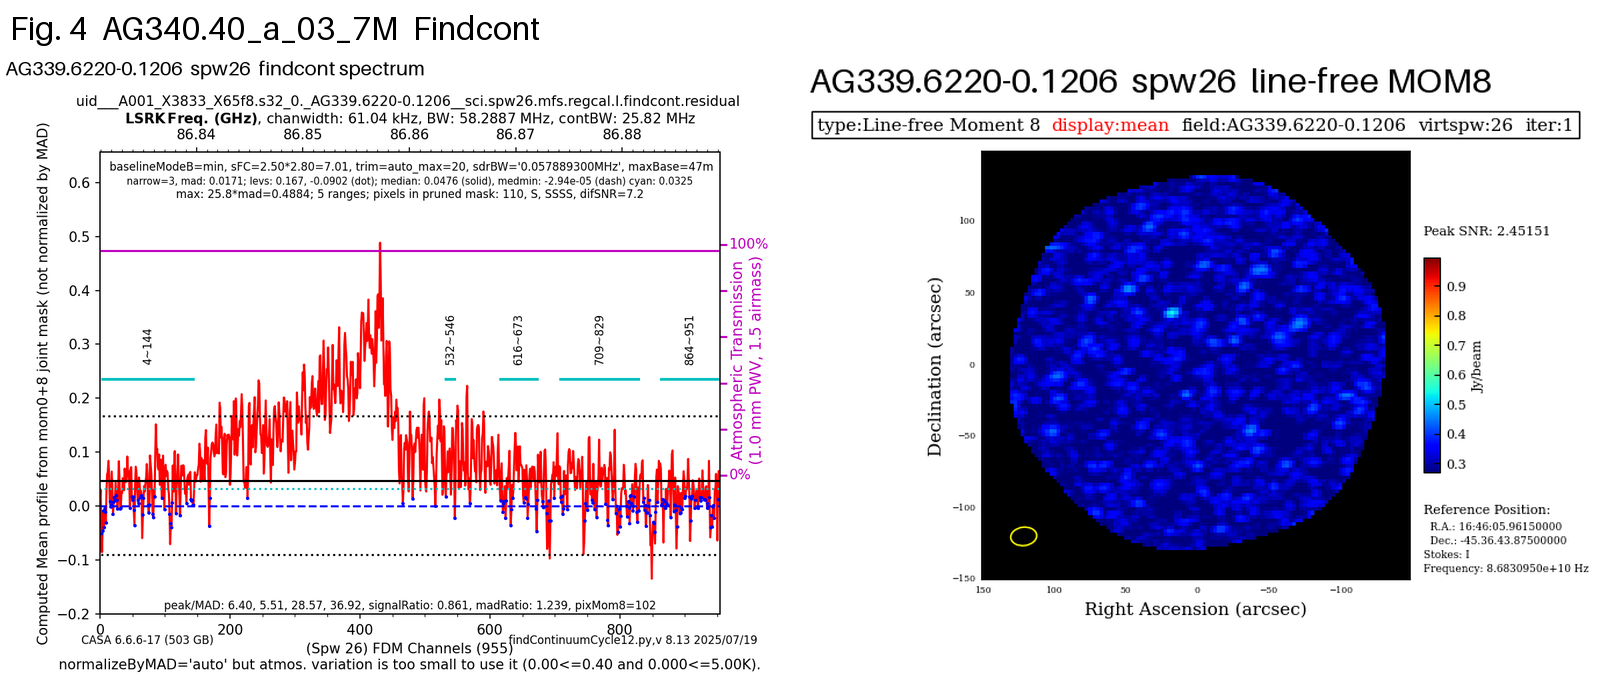 Fig. 4 AG340.40_a_03_7M Findcont
AG339.6220-0.1206 spw26 findcont spectrum
uid___A001_X3833_X65f8.s32_0._AG339.6220-0.1206__sci.spw26.mfs.regcal.I.findcont.residual
LSRK Freq. (GHz), chanwidth: 61.04 kHz, BW: 58.2887 MHz, contBW: 25.82 MHz
86.84 86.85 86.86 86.87 86.88
baselineModeB=min, sFC=2.50*2.80=7.01, trim=auto_max=20, sdrBW='0.057889300MHz', maxBase=47m
narrow=3, mad: 0.0171; levs: 0.167, -0.0902 (dot); median: 0.0476 (solid), medmin: -2.94e-05 (dash) cyan: 0.0325
max: 25.8*mad=0.4884; 5 ranges; pixels in pruned mask: 110, S, SSSS, difSNR=7.2
Computed Mean profile from mom0+8 joint mask (not normalized by MAD)
0.6
0.5
0.4
0.3
0.2
0.1
0.0
−0.1
−0.2
4~144
532~546
616~673
709~829
864~951
100%
0%
Atmospheric Transmission
(1.0 mm PWV, 1.5 airmass)
peak/MAD: 6.40, 5.51, 28.57, 36.92, signalRatio: 0.861, madRatio: 1.239, pixMom8=102
0 200 400 600 800
CASA 6.6.6-17 (503 GB)
(Spw 26) FDM Channels (955)
findContinuumCycle12.py,v 8.13 2025/07/19
normalizeByMAD='auto' but atmos. variation is too small to use it (0.00<=0.40 and 0.000<=5.00K).
AG339.6220-0.1206 spw26 line-free MOM8
type:Line-free Moment 8 display:mean field:AG339.6220-0.1206 virtspw:26 iter:1
Declination (arcsec)
100
50
0
−50
−100
−150
150 100 50 0 −50 −100
Right Ascension (arcsec)
Peak SNR: 2.45151
0.9
0.8
0.7
0.6
0.5
0.4
0.3
Jy/beam
Reference Position:
R.A.: 16:46:05.96150000
Dec.: -45.36.43.87500000
Stokes: I
Frequency: 8.6830950e+10 Hz